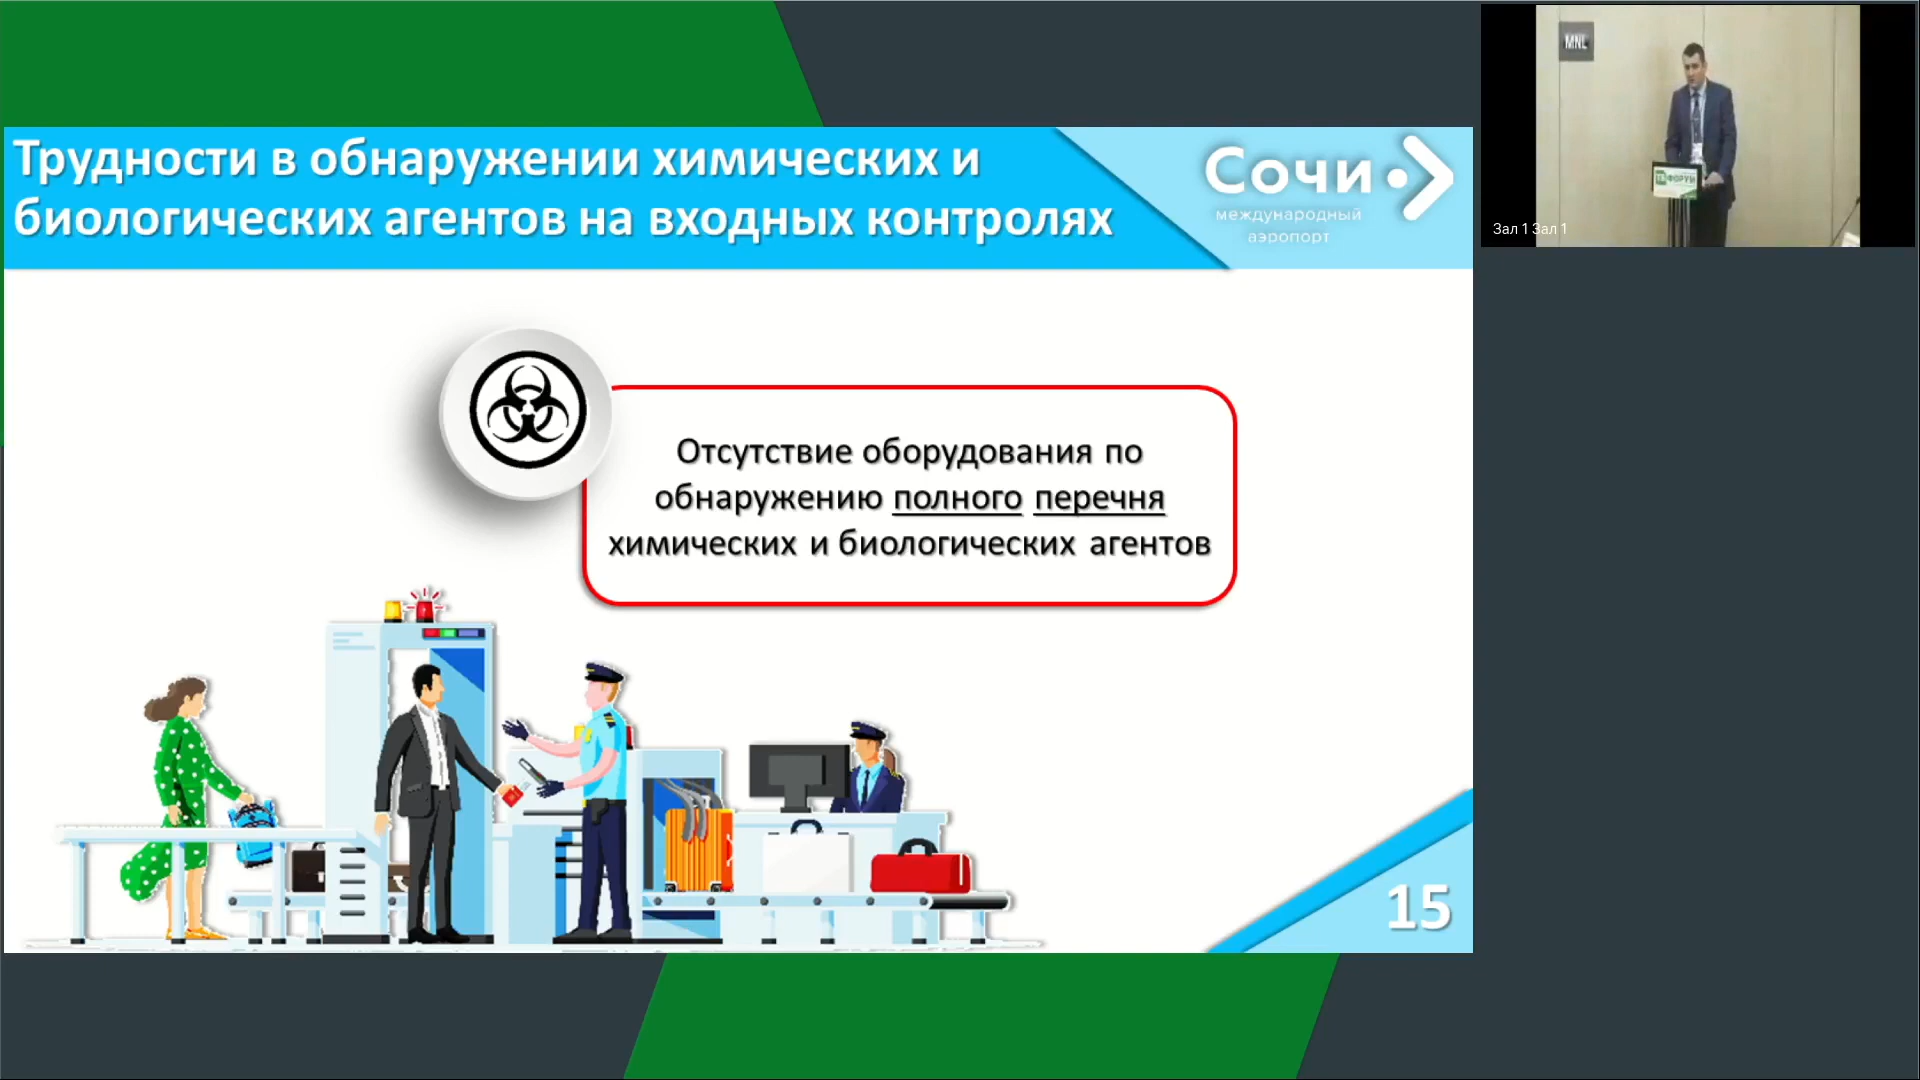 Трудности в обнаружении химических и
биологических агентов на входных контролях
Сочи
международный
аэропорт
Отсутствие оборудования по
обнаружению полного перечня
химических и биологических агентов
15
MNL
ФОРУМ
Зал 1 Зал 1